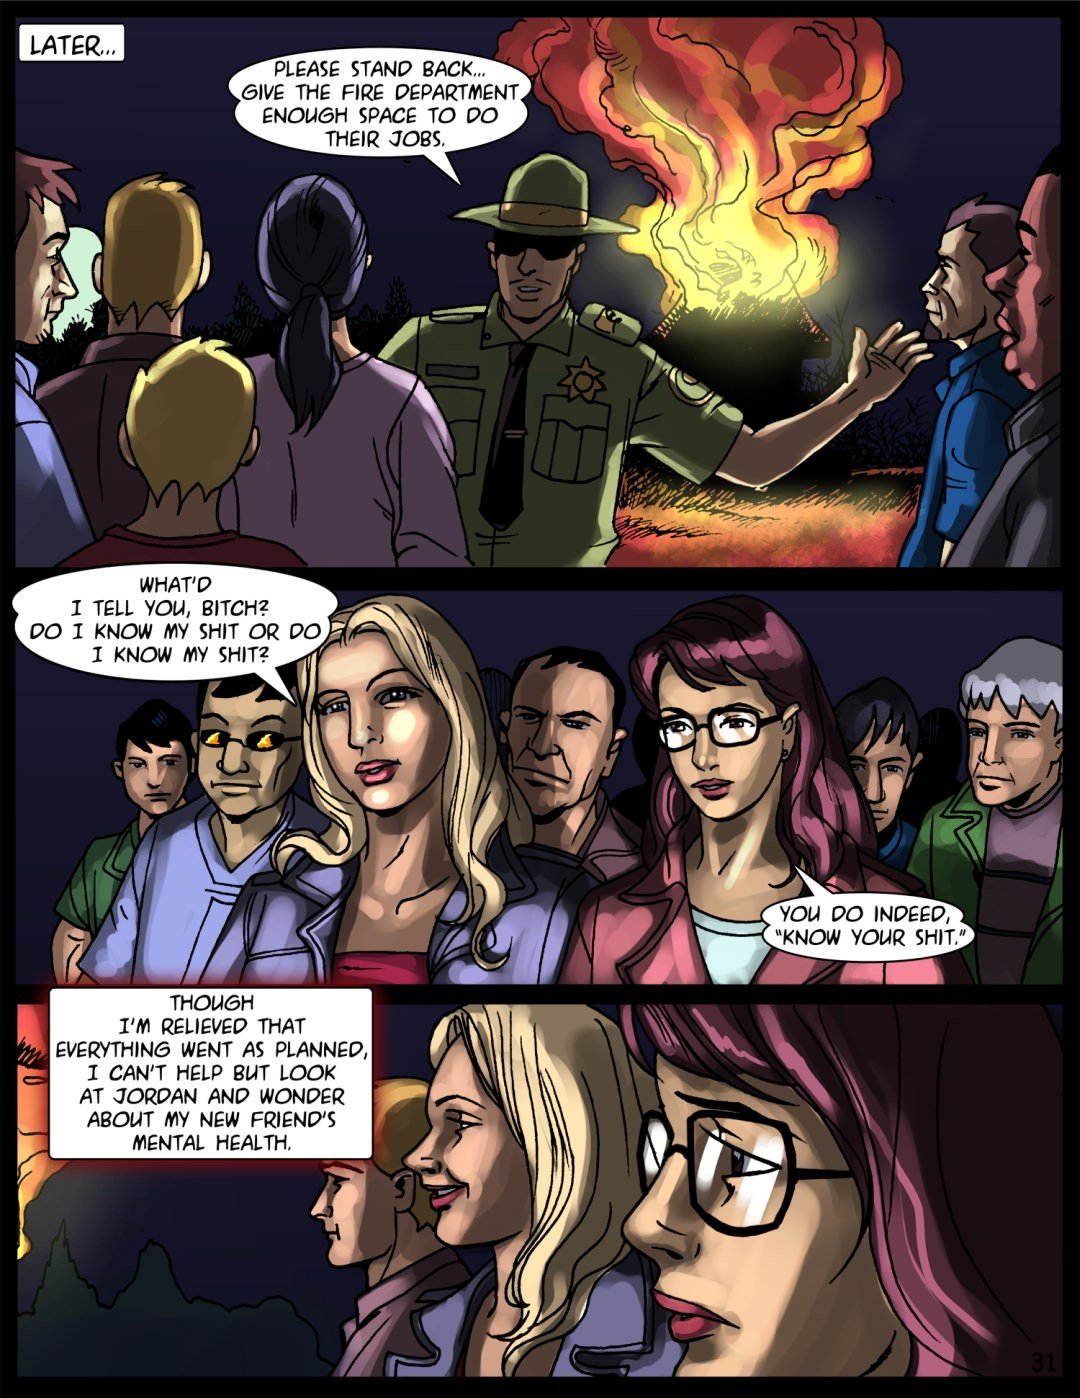 LATER...
PLEASE STAND BACK...
GIVE THE FIRE DEPARTMENT
ENOUGH SPACE TO DO
THEIR JOBS.
WHAT'D
I TELL YOU, BITCH?
DO I KNOW MY SHIT OR DO
I KNOW MY SHIT?
YOU DO INDEED,
"KNOW YOUR SHIT."
THOUGH
I'M RELIEVED THAT
EVERYTHING WENT AS PLANNED,
I CAN'T HELP BUT LOOK
AT JORDAN AND WONDER
ABOUT MY NEW FRIEND'S
MENTAL HEALTH.
31